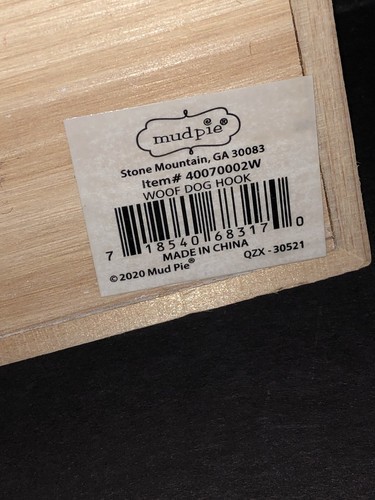 mudpie®
Stone Mountain, GA 30083
Item# 40070002W
WOOF DOG HOOK
7 18540 68317 0
MADE IN CHINA
©2020 Mud Pie® QZX - 30521